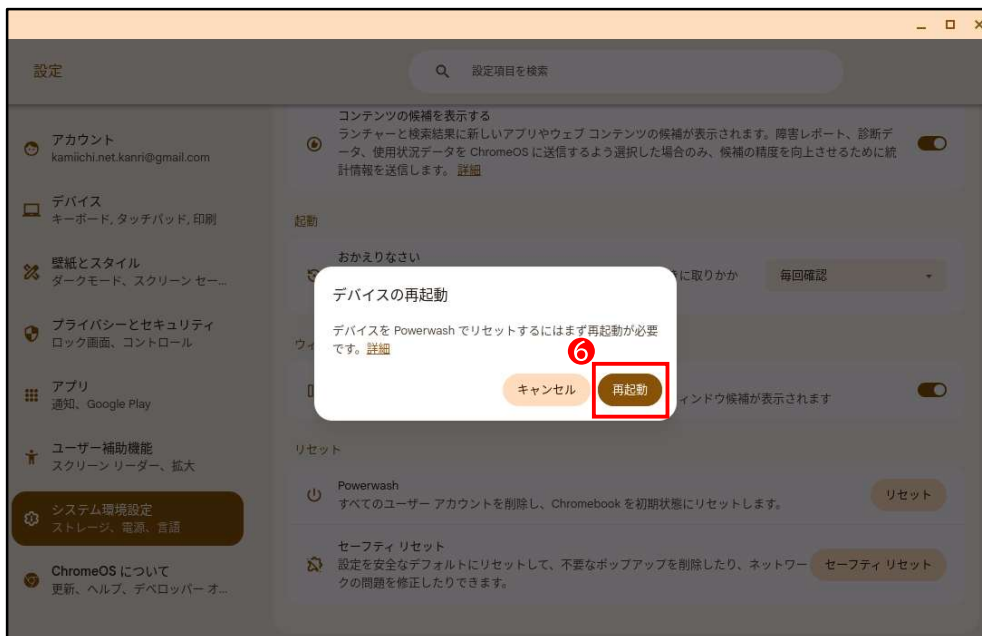 設定
設定項目を検索
アカウント
kamiichi.net.kanri@gmail.com
デバイス
キーボード, タッチパッド, 印刷
壁紙とスタイル
ダークモード、スクリーン セー...
プライバシーとセキュリティ
ロック画面、コントロール
アプリ
通知、Google Play
ユーザー補助機能
スクリーン リーダー、拡大
システム環境設定
ストレージ、電源、言語
ChromeOS について
更新、ヘルプ、デベロッパー オ...
コンテンツの候補を表示する
ランチャーと検索結果に新しいアプリやウェブ コンテンツの候補が表示されます。障害レポート、診断デ
ータ、使用状況データを ChromeOS に送信するよう選択した場合のみ、候補の精度を向上させるために統
計情報を送信します。 詳細
起動
おかえりなさい
に取りかか
毎回確認
デバイスの再起動
デバイスを Powerwash でリセットするにはまず再起動が必要
です。詳細
6
キャンセル
再起動
ウィ
ィンドウ候補が表示されます
リセット
Powerwash
すべてのユーザー アカウントを削除し、Chromebook を初期状態にリセットします。
リセット
セーフティ リセット
設定を安全なデフォルトにリセットして、不要なポップアップを削除したり、ネットワー
クの問題を修正したりできます。
セーフティ リセット